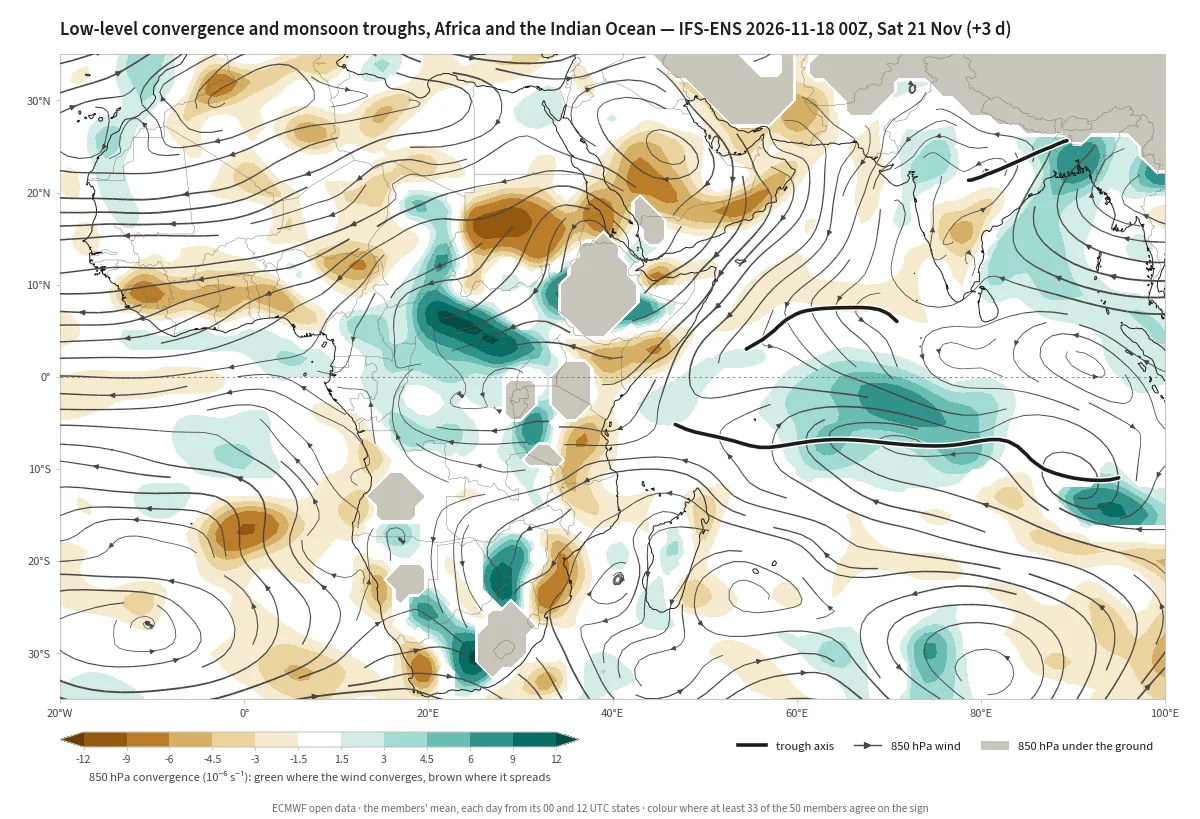 Low-level convergence and monsoon troughs, Africa and the Indian Ocean — IFS-ENS 2026-11-18 00Z, Sat 21 Nov (+3 d)
30°N
20°N
10°N
0°
10°S
20°S
30°S
20°W 0° 20°E 40°E 60°E 80°E 100°E
-12 -9 -6 -4.5 -3 -1.5 1.5 3 4.5 6 9 12
850 hPa convergence (10⁻⁶ s⁻¹): green where the wind converges, brown where it spreads
trough axis 850 hPa wind 850 hPa under the ground
ECMWF open data · the members' mean, each day from its 00 and 12 UTC states · colour where at least 33 of the 50 members agree on the sign